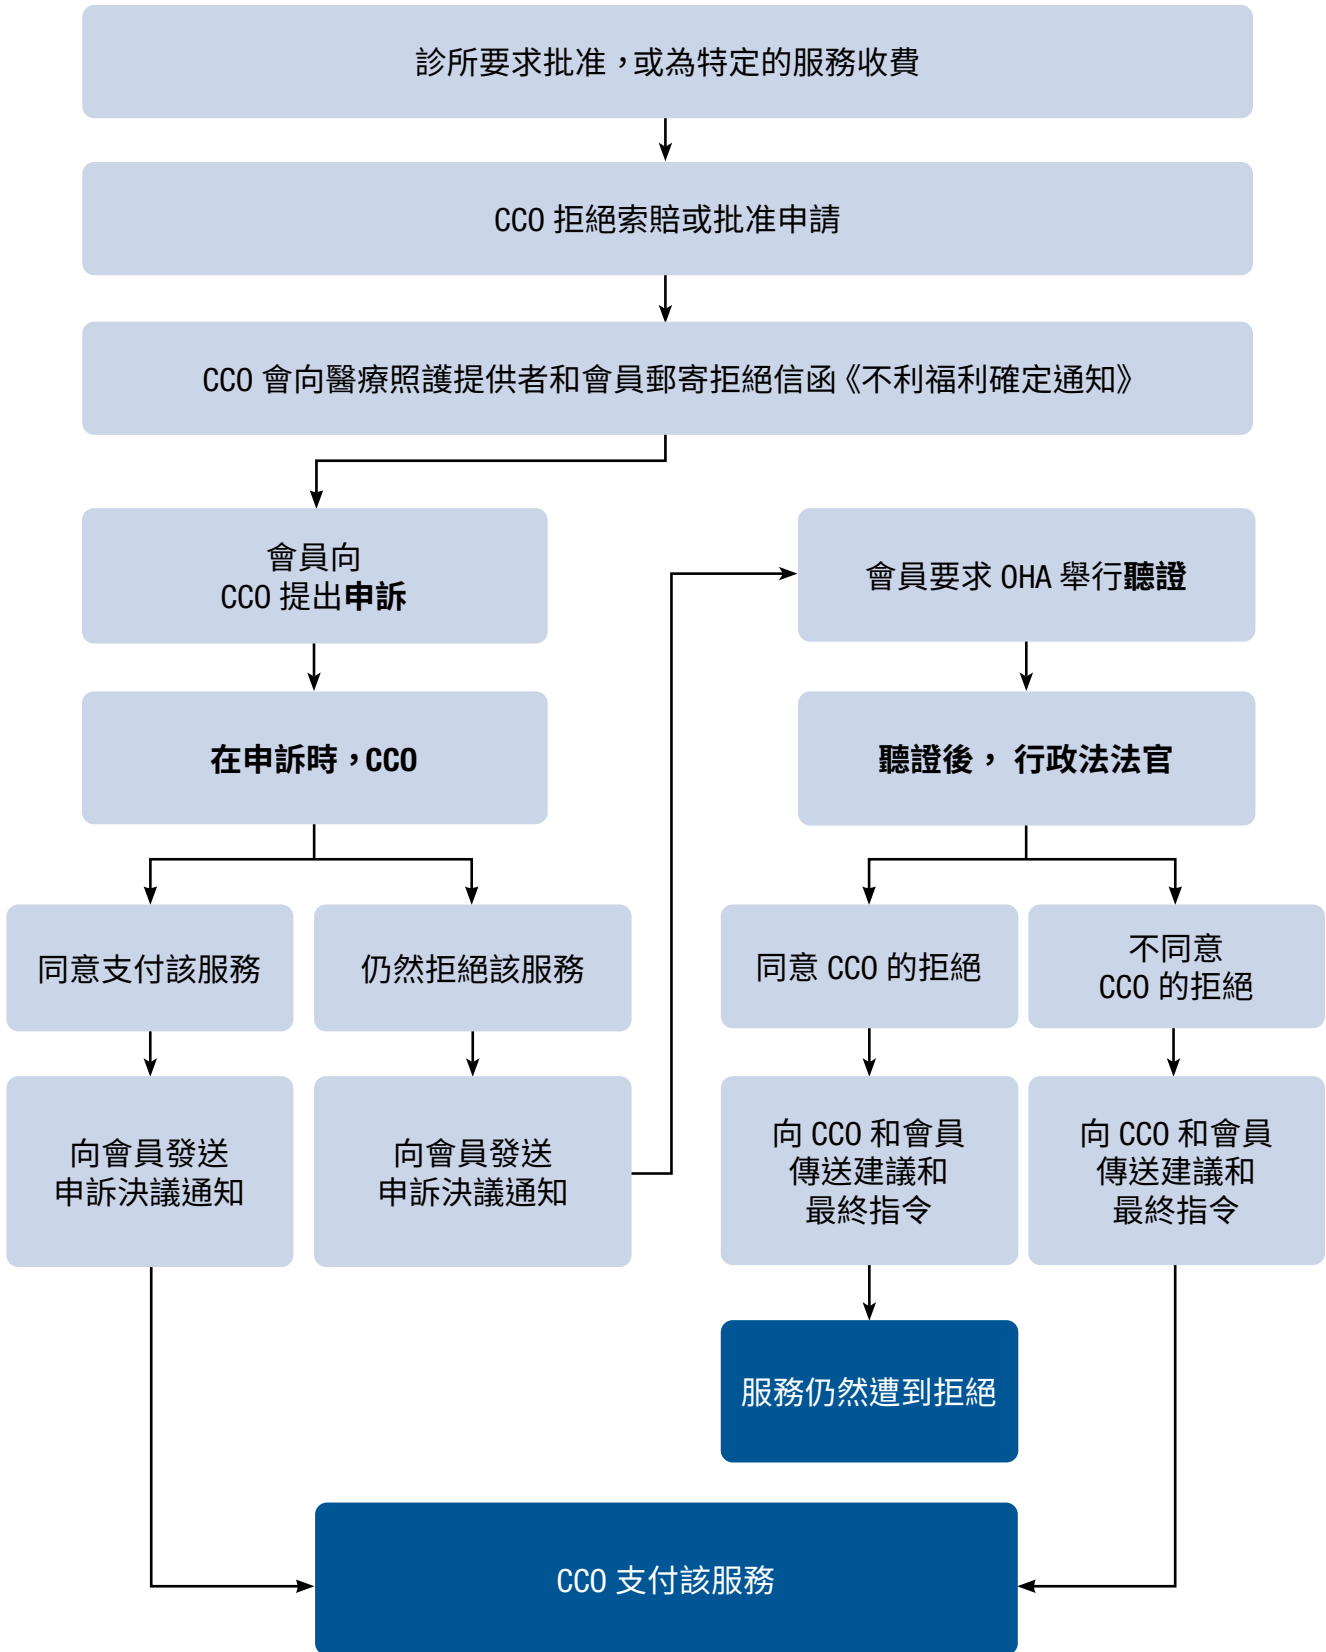 診所要求批准，或為特定的服務收費
CCO 拒絕索賠或批准申請
CCO 會向醫療照護提供者和會員郵寄拒絕信函《不利福利確定通知》
會員向
CCO 提出申訴
在申訴時，CCO
同意支付該服務
仍然拒絕該服務
向會員發送
申訴決議通知
向會員發送
申訴決議通知
會員要求 OHA 舉行聽證
聽證後， 行政法法官
同意 CCO 的拒絕
不同意
CCO 的拒絕
向 CCO 和會員
傳送建議和
最終指令
向 CCO 和會員
傳送建議和
最終指令
服務仍然遭到拒絕
CCO 支付該服務